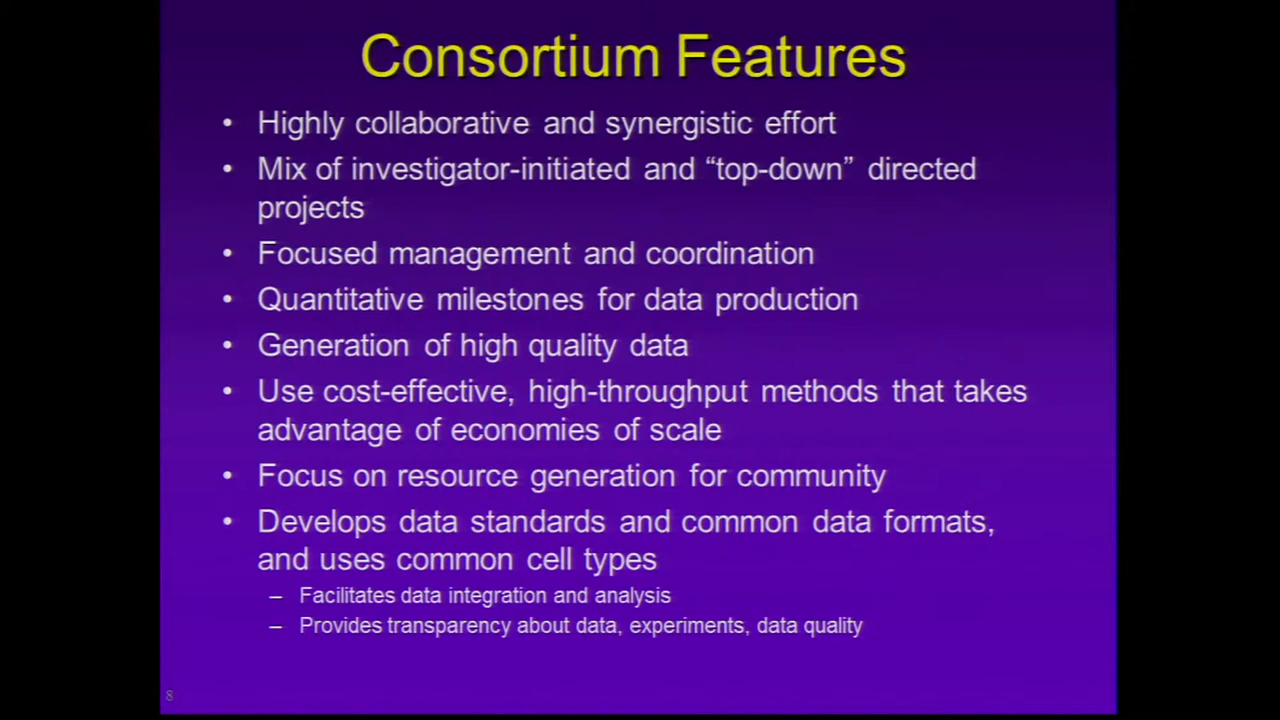 Consortium Features
• Highly collaborative and synergistic effort
• Mix of investigator-initiated and “top-down” directed
projects
• Focused management and coordination
• Quantitative milestones for data production
• Generation of high quality data
• Use cost-effective, high-throughput methods that takes
advantage of economies of scale
• Focus on resource generation for community
• Develops data standards and common data formats,
and uses common cell types
– Facilitates data integration and analysis
– Provides transparency about data, experiments, data quality
8